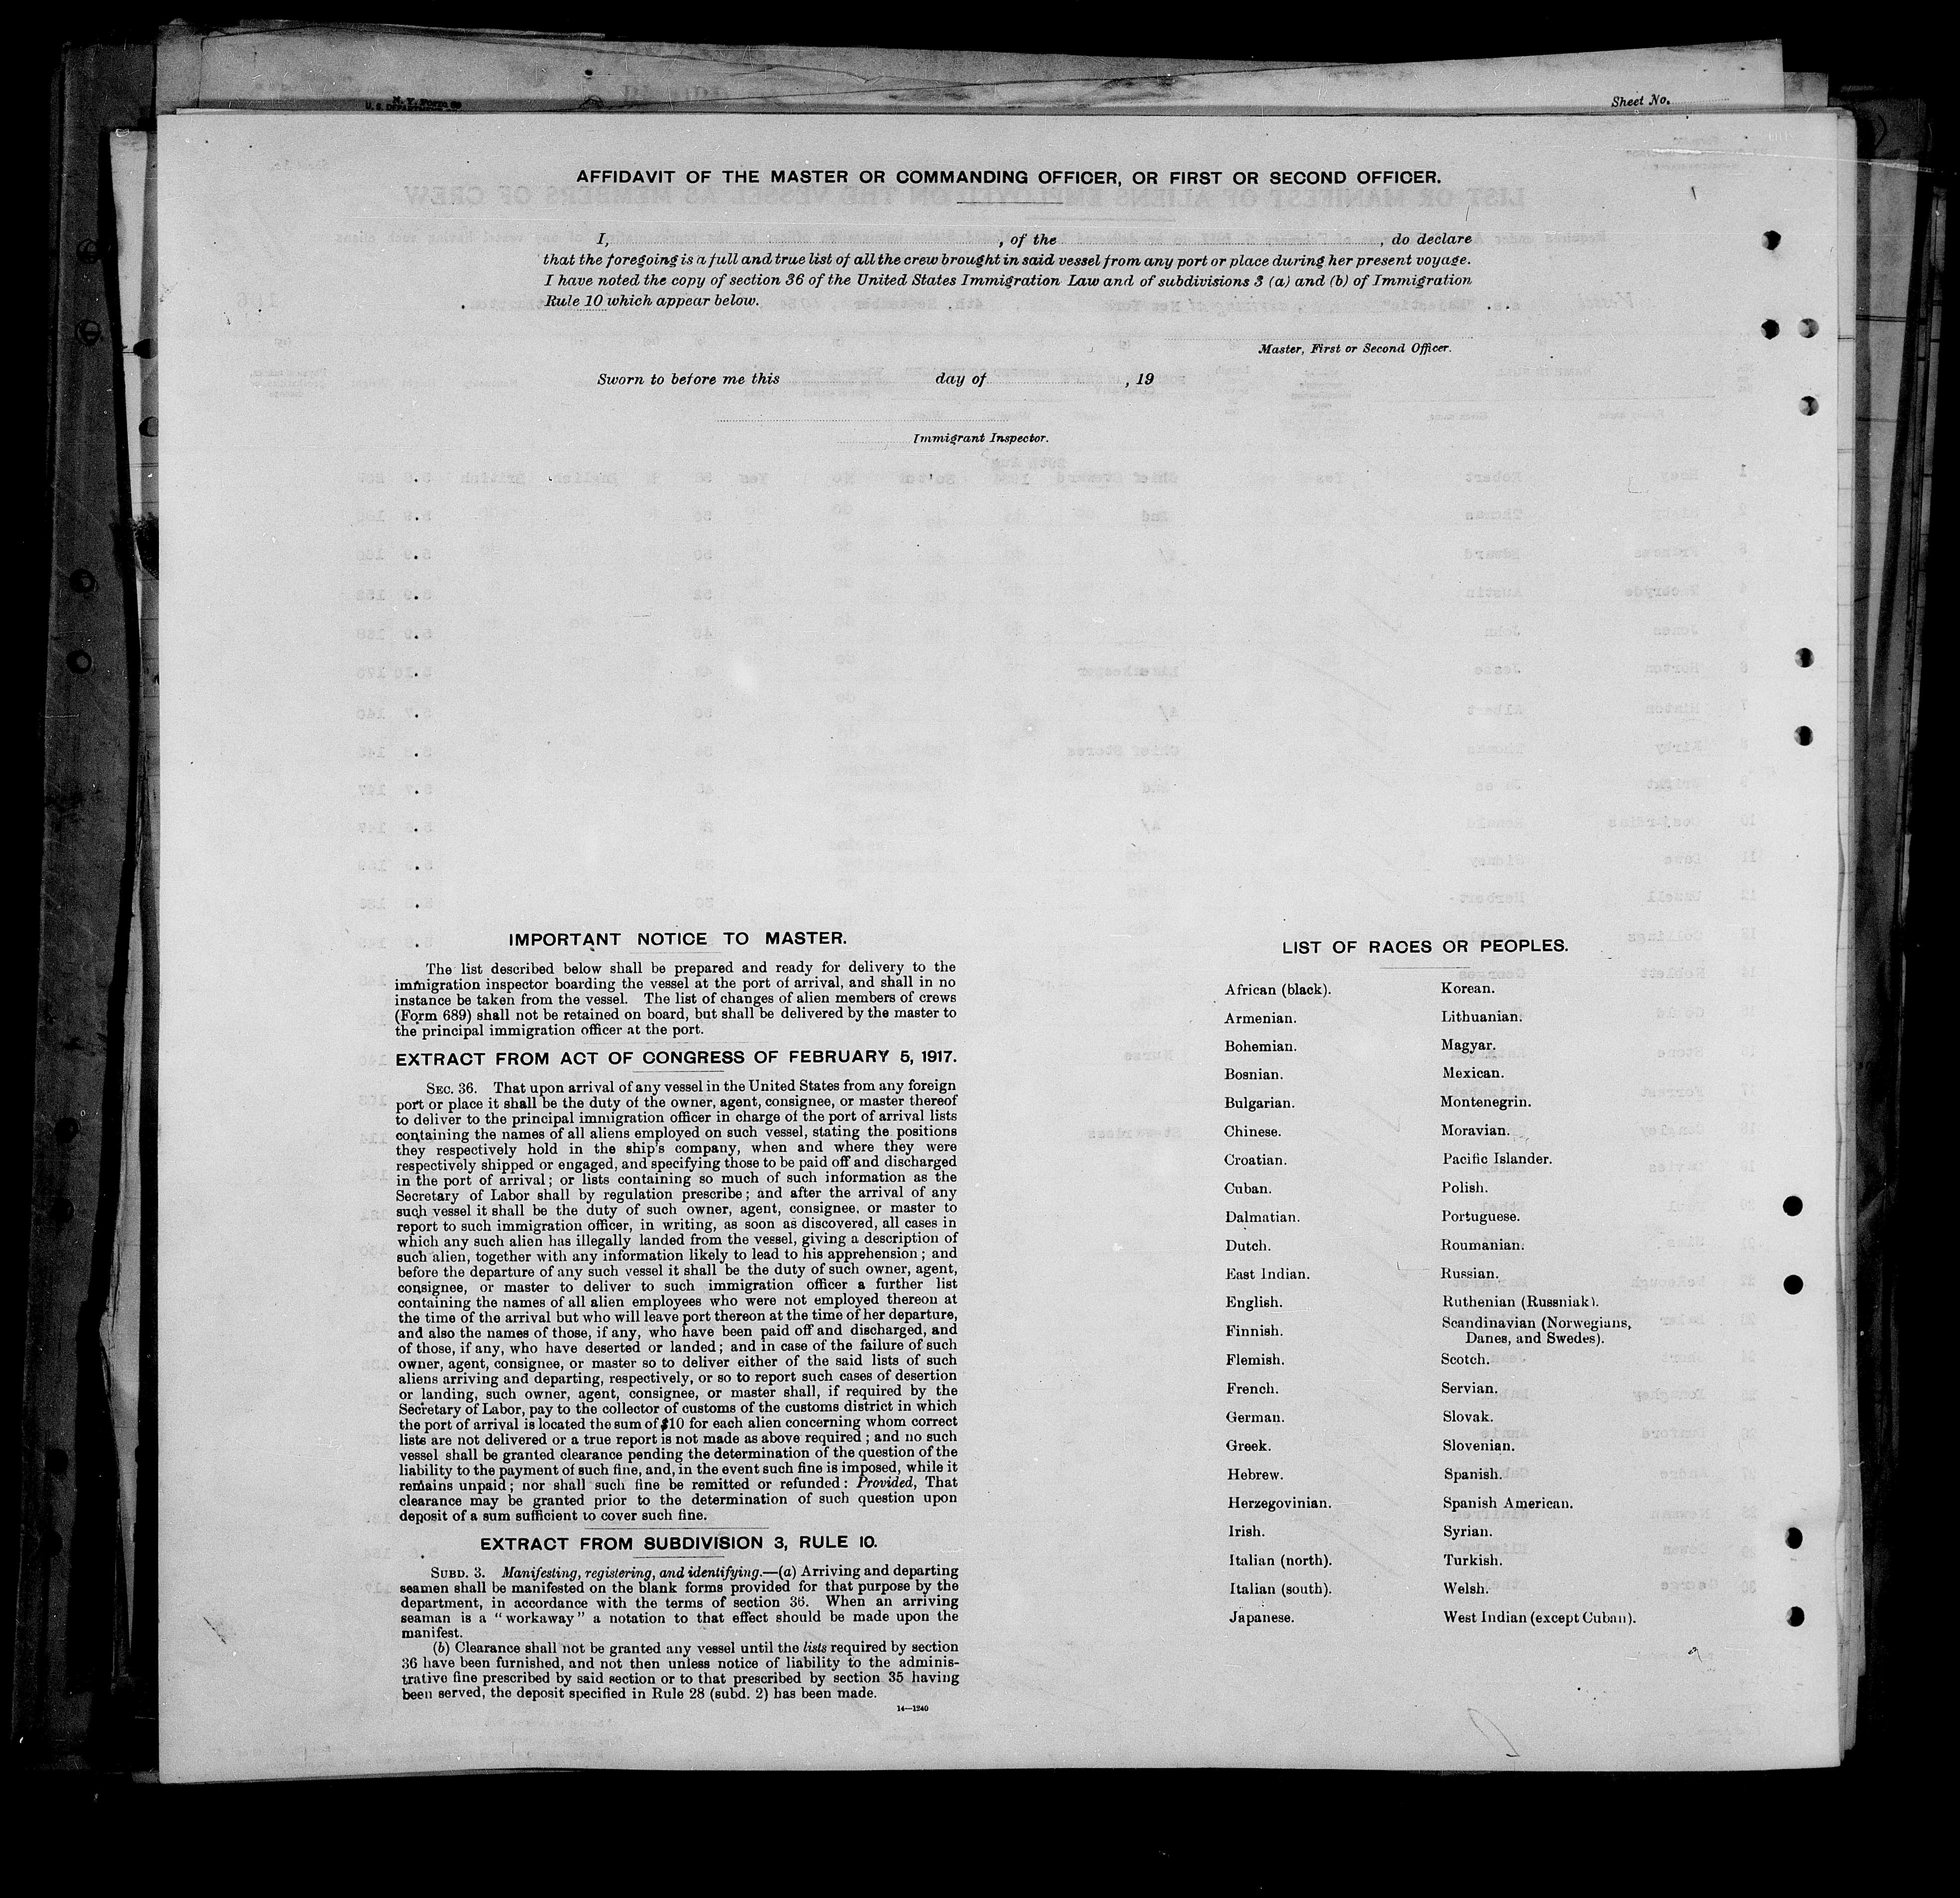 N. Y. Form 69
Sheet No.
AFFIDAVIT OF THE MASTER OR COMMANDING OFFICER, OR FIRST OR SECOND OFFICER.
I, , of the , do declare
that the foregoing is a full and true list of all the crew brought in said vessel from any port or place during her present voyage.
I have noted the copy of section 36 of the United States Immigration Law and of subdivisions 3 (a) and (b) of Immigration
Rule 10 which appear below.
Master, First or Second Officer.
Sworn to before me this day of , 19
Immigrant Inspector.
IMPORTANT NOTICE TO MASTER.
The list described below shall be prepared and ready for delivery to the
immigration inspector boarding the vessel at the port of arrival, and shall in no
instance be taken from the vessel. The list of changes of alien members of crews
(Form 689) shall not be retained on board, but shall be delivered by the master to
the principal immigration officer at the port.
EXTRACT FROM ACT OF CONGRESS OF FEBRUARY 5, 1917.
SEC. 36. That upon arrival of any vessel in the United States from any foreign
port or place it shall be the duty of the owner, agent, consignee, or master thereof
to deliver to the principal immigration officer in charge of the port of arrival lists
containing the names of all aliens employed on such vessel, stating the positions
they respectively hold in the ship's company, when and where they were
respectively shipped or engaged, and specifying those to be paid off and discharged
in the port of arrival; or lists containing so much of such information as the
Secretary of Labor shall by regulation prescribe; and after the arrival of any
such vessel it shall be the duty of such owner, agent, consignee, or master to
report to such immigration officer, in writing, as soon as discovered, all cases in
which any such alien has illegally landed from the vessel, giving a description of
such alien, together with any information likely to lead to his apprehension; and
before the departure of any such vessel it shall be the duty of such owner, agent,
consignee, or master to deliver to such immigration officer a further list
containing the names of all alien employees who were not employed thereon at
the time of the arrival but who will leave port thereon at the time of her departure,
and also the names of those, if any, who have been paid off and discharged, and
of those, if any, who have deserted or landed; and in case of the failure of such
owner, agent, consignee, or master so to deliver either of the said lists of such
aliens arriving and departing, respectively, or so to report such cases of desertion
or landing, such owner, agent, consignee, or master shall, if required by the
Secretary of Labor, pay to the collector of customs of the customs district in which
the port of arrival is located the sum of $10 for each alien concerning whom correct
lists are not delivered or a true report is not made as above required; and no such
vessel shall be granted clearance pending the determination of the question of the
liability to the payment of such fine, and, in the event such fine is imposed, while it
remains unpaid; nor shall such fine be remitted or refunded: Provided, That
clearance may be granted prior to the determination of such question upon
deposit of a sum sufficient to cover such fine.
EXTRACT FROM SUBDIVISION 3, RULE 10.
SUBD. 3. Manifesting, registering, and identifying.—(a) Arriving and departing
seamen shall be manifested on the blank forms provided for that purpose by the
department, in accordance with the terms of section 36. When an arriving
seaman is a "workaway" a notation to that effect should be made upon the
manifest.
(b) Clearance shall not be granted any vessel until the lists required by section
36 have been furnished, and not then unless notice of liability to the adminis-
trative fine prescribed by said section or to that prescribed by section 35 having
been served, the deposit specified in Rule 28 (subd. 2) has been made.
14—1240
LIST OF RACES OR PEOPLES.
African (black).
Armenian.
Bohemian.
Bosnian.
Bulgarian.
Chinese.
Croatian.
Cuban.
Dalmatian.
Dutch.
East Indian.
English.
Finnish.
Flemish.
French.
German.
Greek.
Hebrew.
Herzegovinian.
Irish.
Italian (north).
Italian (south).
Japanese.
Korean.
Lithuanian.
Magyar.
Mexican.
Montenegrin.
Moravian.
Pacific Islander.
Polish.
Portuguese.
Roumanian.
Russian.
Ruthenian (Russniak).
Scandinavian (Norwegians,
Danes, and Swedes).
Scotch.
Servian.
Slovak.
Slovenian.
Spanish.
Spanish American.
Syrian.
Turkish.
Welsh.
West Indian (except Cuban).